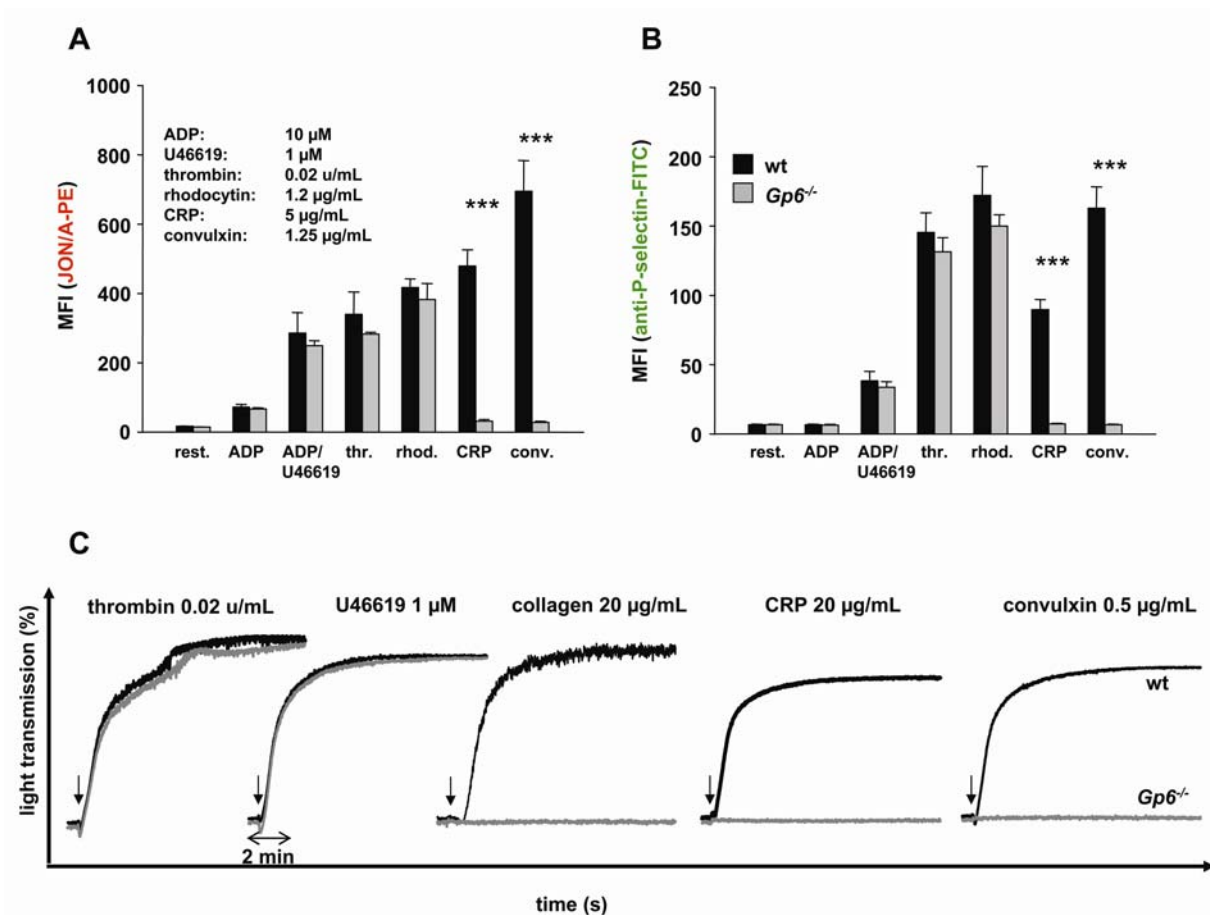 A
1000
800
600
400
200
0
MFI (JON/A-PE)
ADP: 10 µM
U46619: 1 µM
thrombin: 0.02 u/mL
rhodocytin: 1.2 µg/mL
CRP: 5 µg/mL
convulxin: 1.25 µg/mL
***
***
rest. ADP ADP/ thr. rhod. CRP conv.
U46619
B
250
200
150
100
50
0
MFI (anti-P-selectin-FITC)
wt
Gp6-/-
***
***
rest. ADP ADP/ thr. rhod. CRP conv.
U46619
C
light transmission (%)
thrombin 0.02 u/mL U46619 1 µM collagen 20 µg/mL CRP 20 µg/mL convulxin 0.5 µg/mL
wt
Gp6-/-
2 min
time (s)